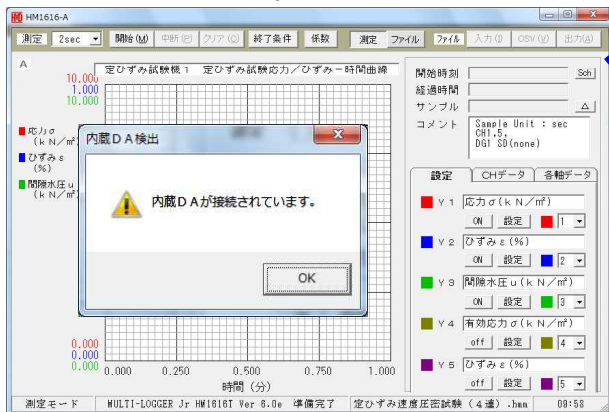 HM1616-A
測定 2sec 開始(M) 中断(P) クリア(Q) 終了条件 係数 測定 ファイル ファイル 入力(I) CSV(V) 出力(A)
A
定ひずみ試験機1 定ひずみ試験応力/ひずみ-時間曲線
10.000
1.000
10.000
応力σ
(kN/㎡)
ひずみε
(%)
間隙水圧u
(kN/㎡)
内蔵DA検出
内蔵DAが接続されています。
OK
0.000
0.000
0.000
0.000 0.250 0.500 0.750 1.000
時間 (分)
開始時刻 Sch
経過時間
サンプル △
コメント Sample Unit : sec
CH1,5,
DG1 SD(none)
設定 CHデータ 各軸データ
Y1 応力σ(kN/㎡)
ON 設定 1
Y2 ひずみε(%)
ON 設定 2
Y3 間隙水圧u(kN/㎡)
ON 設定 3
Y4 有効応力σ(kN/㎡)
off 設定 4
Y5 ひずみε(%)
off 設定 5
測定モード MULTI-LOGGER Jr HM1616T Ver 6.0e 準備完了 定ひずみ速度圧密試験(4連).hmn 09:58